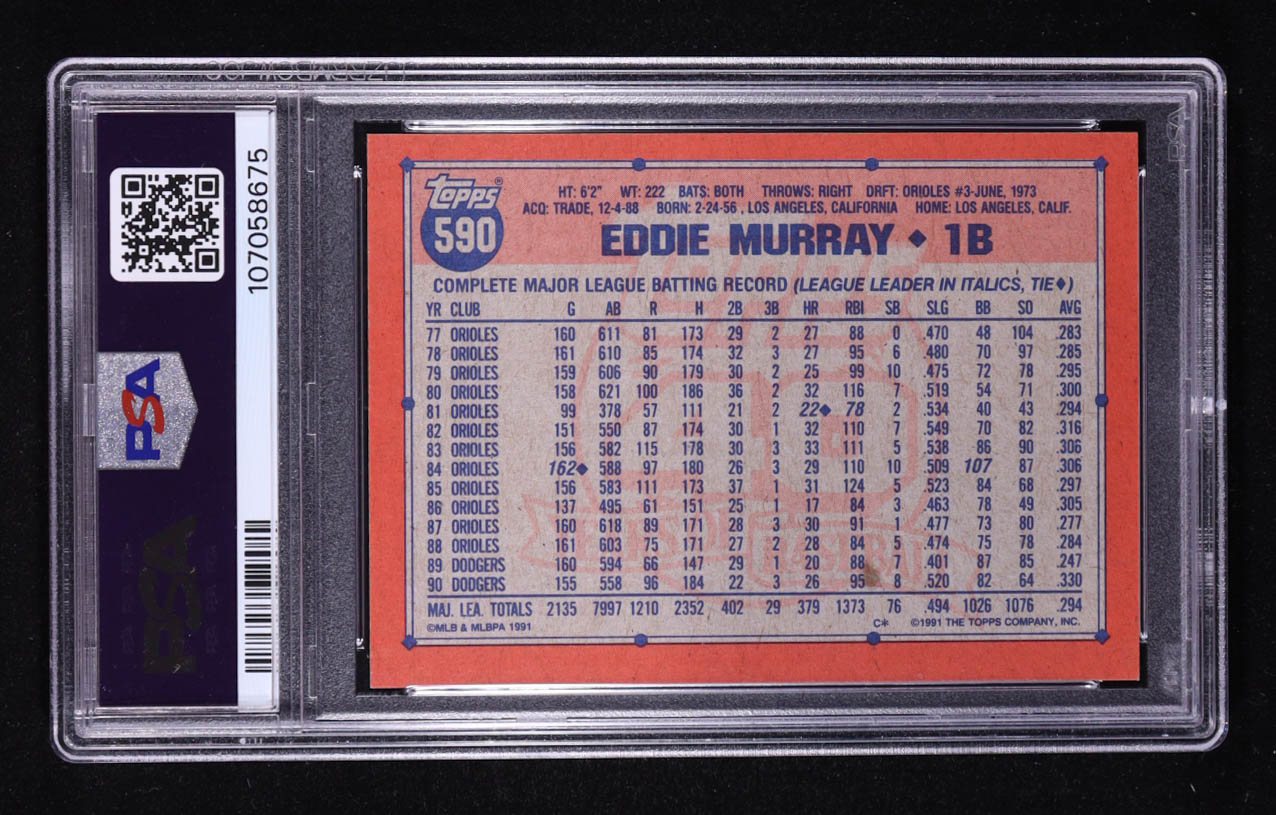 107058675
PSA
PSA
Topps®
590
HT: 6'2" WT: 222 BATS: BOTH THROWS: RIGHT DRFT: ORIOLES #3-JUNE, 1973
ACQ: TRADE, 12-4-88 BORN: 2-24-56 , LOS ANGELES, CALIFORNIA HOME: LOS ANGELES, CALIF.
EDDIE MURRAY ◆ 1B
COMPLETE MAJOR LEAGUE BATTING RECORD (LEAGUE LEADER IN ITALICS, TIE◆)
YR CLUB G AB R H 2B 3B HR RBI SB SLG BB SO AVG
77 ORIOLES 160 611 81 173 29 2 27 88 0 .470 48 104 .283
78 ORIOLES 161 610 85 174 32 3 27 95 6 .480 70 97 .285
79 ORIOLES 159 606 90 179 30 2 25 99 10 .475 72 78 .295
80 ORIOLES 158 621 100 186 36 2 32 116 7 .519 54 71 .300
81 ORIOLES 99 378 57 111 21 2 22◆ 78 2 .534 40 43 .294
82 ORIOLES 151 550 87 174 30 1 32 110 7 .549 70 82 .316
83 ORIOLES 156 582 115 178 30 3 33 111 5 .538 86 90 .306
84 ORIOLES 162◆ 588 97 180 26 3 29 110 10 .509 107 87 .306
85 ORIOLES 156 583 111 173 37 1 31 124 5 .523 84 68 .297
86 ORIOLES 137 495 61 151 25 1 17 84 3 .463 78 49 .305
87 ORIOLES 160 618 89 171 28 3 30 91 1 .477 73 80 .277
88 ORIOLES 161 603 75 171 27 2 28 84 5 .474 75 78 .284
89 DODGERS 160 594 66 147 29 1 20 88 7 .401 87 85 .247
90 DODGERS 155 558 96 184 22 3 26 95 8 .520 82 64 .330
MAJ. LEA. TOTALS 2135 7997 1210 2352 402 29 379 1373 76 .494 1026 1076 .294
©MLB & MLBPA 1991 C* ©1991 THE TOPPS COMPANY, INC.